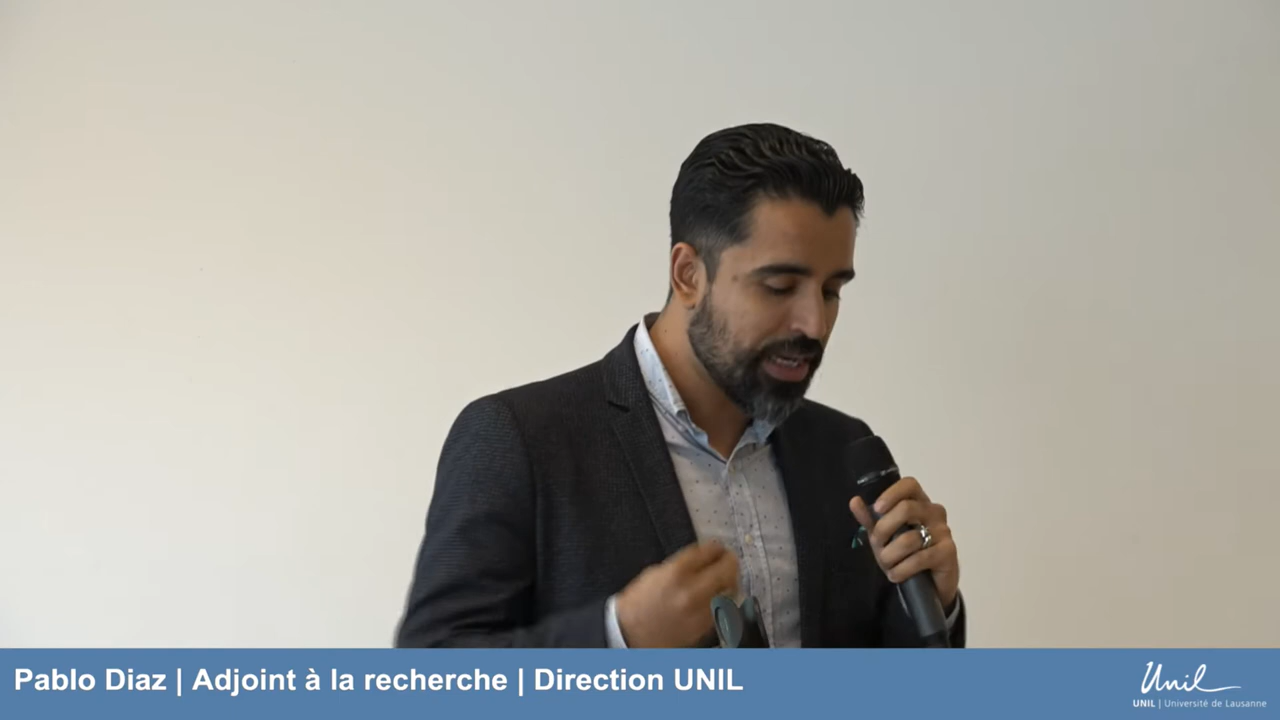 Pablo Diaz | Adjoint à la recherche | Direction UNIL
Unil
UNIL | Université de Lausanne